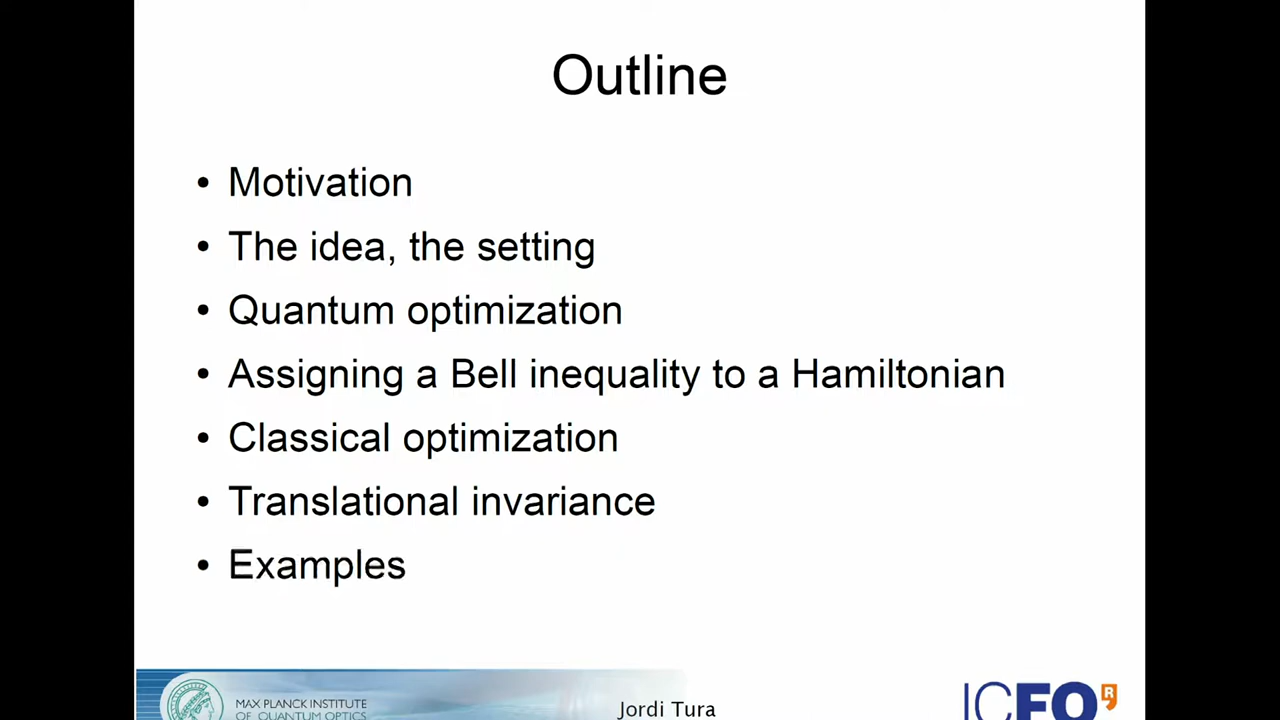 Outline
• Motivation
• The idea, the setting
• Quantum optimization
• Assigning a Bell inequality to a Hamiltonian
• Classical optimization
• Translational invariance
• Examples
MAX PLANCK INSTITUTE
OF QUANTUM OPTICS
Jordi Tura
ICFO R